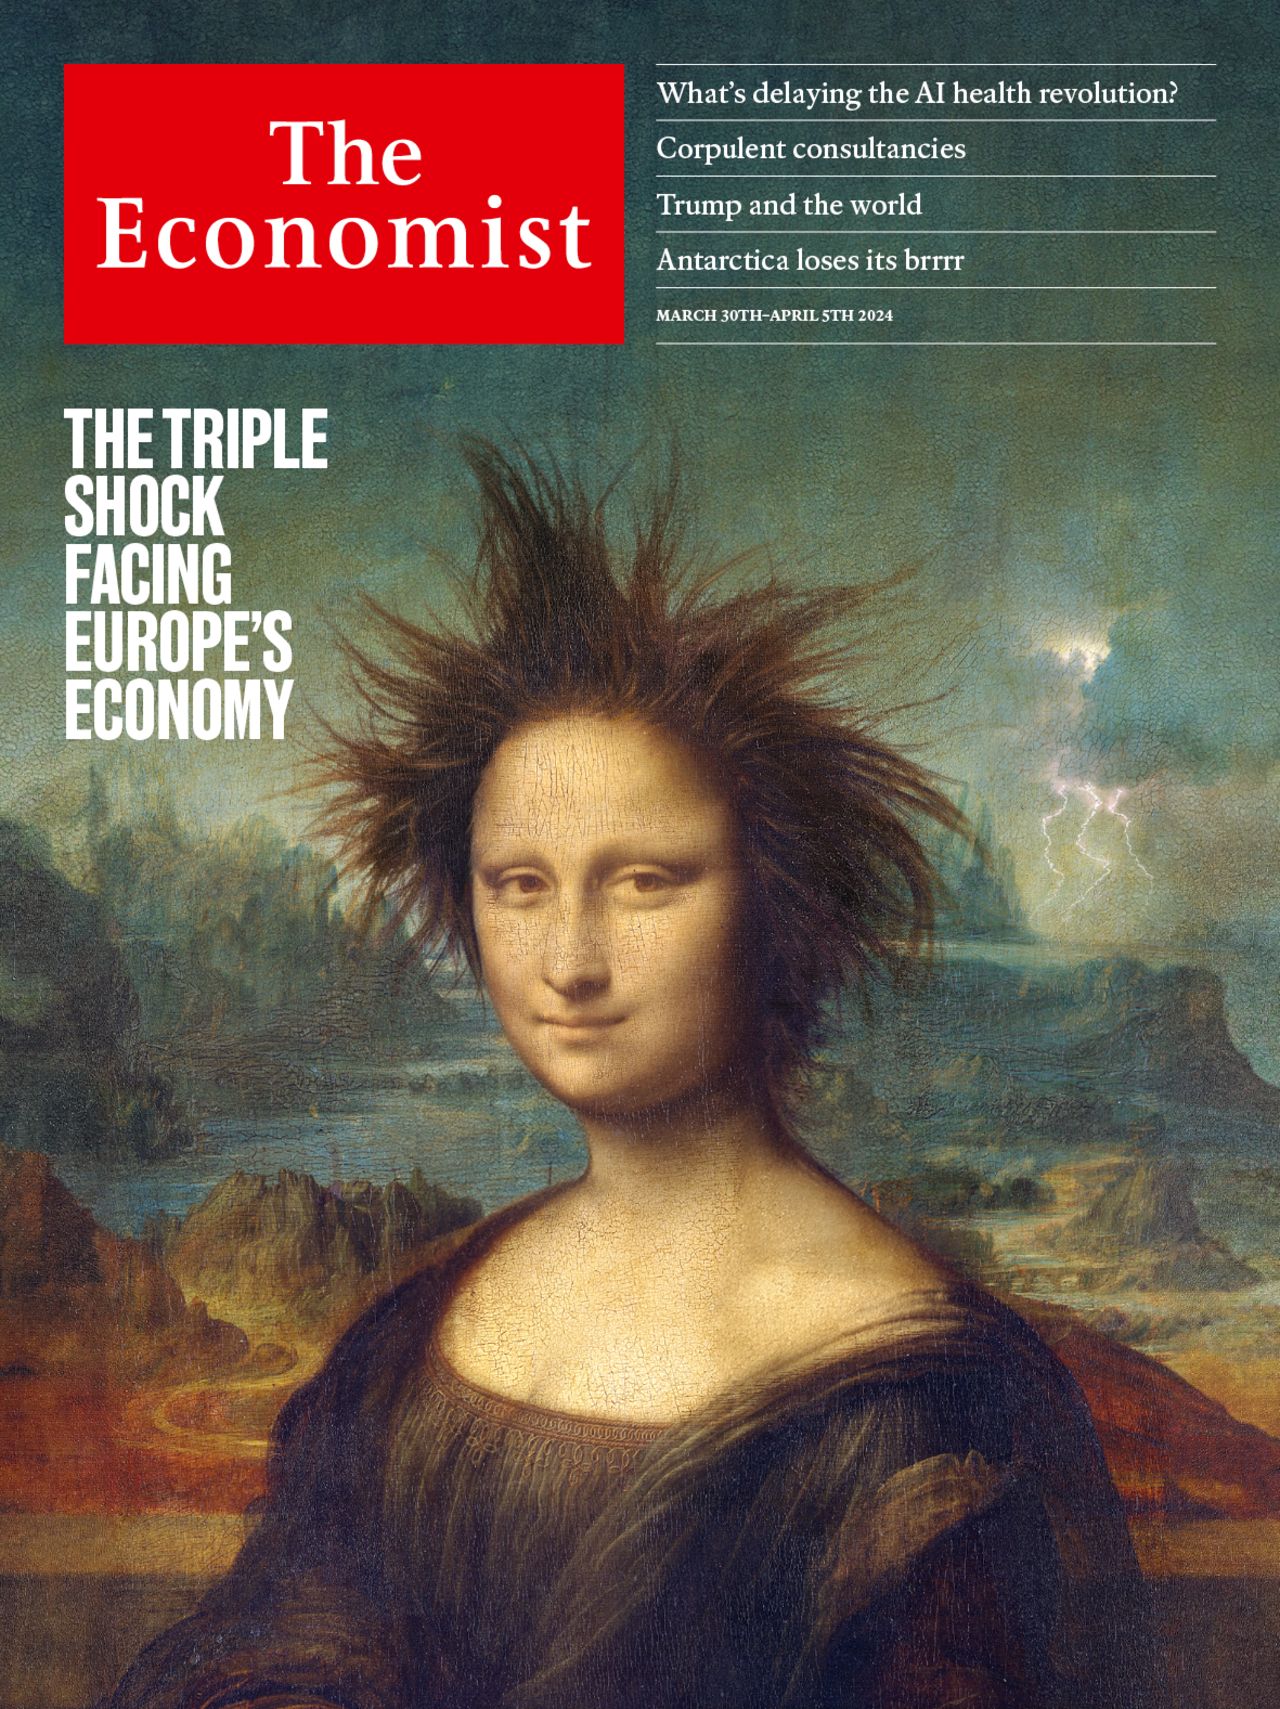 The
Economist
What’s delaying the AI health revolution?
Corpulent consultancies
Trump and the world
Antarctica loses its brrrr
MARCH 30TH–APRIL 5TH 2024
THE TRIPLE
SHOCK
FACING
EUROPE’S
ECONOMY